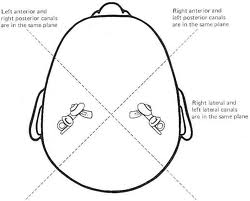 Left anterior and
right posterior canals
are in the same plane
Right anterior and
left posterior canals
are in the same plane
Right lateral and
left lateral canals
are in the same plane